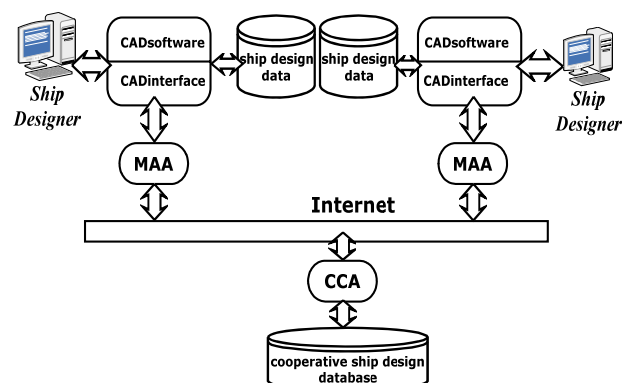 CADsoftware
CADinterface
ship design
data
ship design
data
CADsoftware
CADinterface
Ship
Designer
Ship
Designer
MAA
MAA
Internet
CCA
cooperative ship design
database